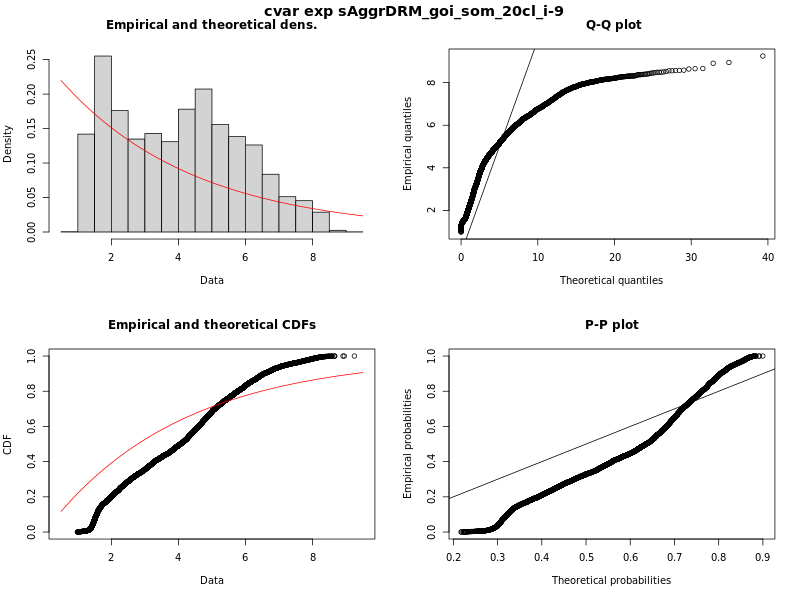 cvar exp sAggrDRM_goi_som_20cl_i-9
Empirical and theoretical dens.
Density
0.00 0.05 0.10 0.15 0.20 0.25
2 4 6 8
Data
Q-Q plot
Empirical quantiles
2 4 6 8
0 10 20 30 40
Theoretical quantiles
Empirical and theoretical CDFs
CDF
0.0 0.2 0.4 0.6 0.8 1.0
2 4 6 8
Data
P-P plot
Empirical probabilities
0.0 0.2 0.4 0.6 0.8 1.0
0.2 0.3 0.4 0.5 0.6 0.7 0.8 0.9
Theoretical probabilities